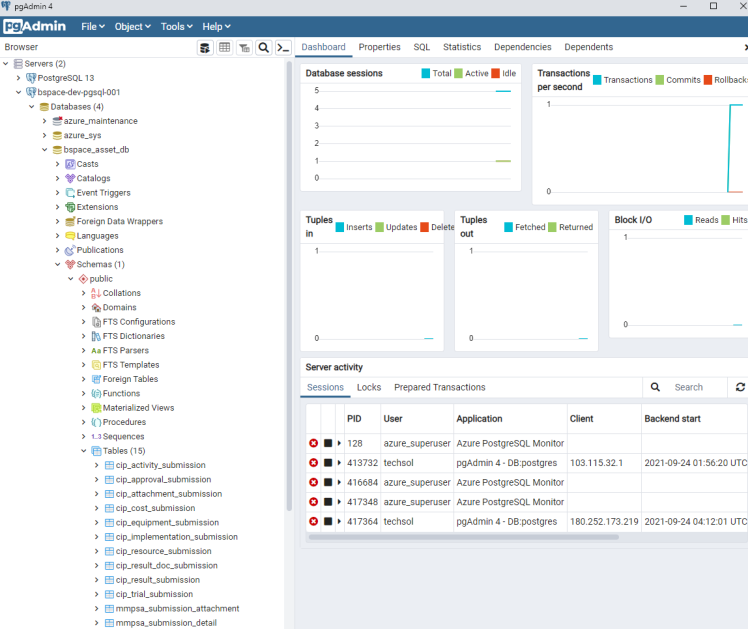 pgAdmin 4
pgAdmin File Object Tools Help
Browser
Dashboard Properties SQL Statistics Dependencies Dependents
Servers (2)
PostgreSQL 13
bspace-dev-pgsql-001
Databases (4)
azure_maintenance
azure_sys
bspace_asset_db
Casts
Catalogs
Event Triggers
Extensions
Foreign Data Wrappers
Languages
Publications
Schemas (1)
public
Collations
Domains
FTS Configurations
FTS Dictionaries
Aa FTS Parsers
FTS Templates
Foreign Tables
Functions
Materialized Views
Procedures
1..3 Sequences
Tables (15)
cip_activity_submission
cip_approval_submission
cip_attachment_submission
cip_cost_submission
cip_equipment_submission
cip_implementation_submission
cip_resource_submission
cip_result_doc_submission
cip_result_submission
cip_trial_submission
mmpsa_submission_attachment
mmpsa_submission_detail
Database sessions Total Active Idle
5
4
3
2
1
0
Transactions per second Transactions Commits Rollbacks
1
0
Tuples in Inserts Updates Delete
1
0
Tuples out Fetched Returned
1
0
Block I/O Reads Hits
1
0
Server activity
Sessions Locks Prepared Transactions Search
PID User Application Client Backend start
128 azure_superuser Azure PostgreSQL Monitor
413732 techsol pgAdmin 4 - DB:postgres 103.115.32.1 2021-09-24 01:56:20 UTC
416684 azure_superuser Azure PostgreSQL Monitor
417348 azure_superuser Azure PostgreSQL Monitor
417364 techsol pgAdmin 4 - DB:postgres 180.252.173.219 2021-09-24 04:12:01 UTC